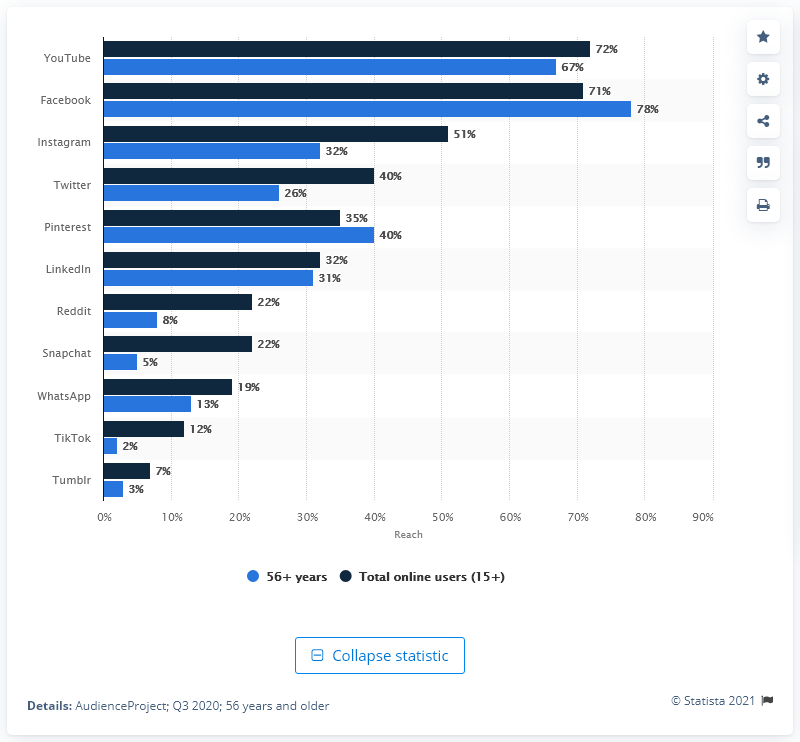 YouTube
72%
67%
Facebook
71%
78%
Instagram
51%
32%
Twitter
40%
26%
Pinterest
35%
40%
LinkedIn
32%
31%
Reddit
22%
8%
Snapchat
22%
5%
WhatsApp
19%
13%
TikTok
12%
2%
Tumblr
7%
3%
0% 10% 20% 30% 40% 50% 60% 70% 80% 90%
Reach
56+ years Total online users (15+)
Collapse statistic
Details: AudienceProject; Q3 2020; 56 years and older
© Statista 2021